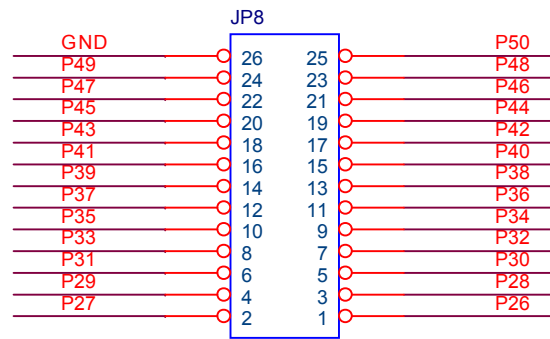 JP8
GND 26 25 P50
P49 24 23 P48
P47 22 21 P46
P45 20 19 P44
P43 18 17 P42
P41 16 15 P40
P39 14 13 P38
P37 12 11 P36
P35 10 9 P34
P33 8 7 P32
P31 6 5 P30
P29 4 3 P28
P27 2 1 P26